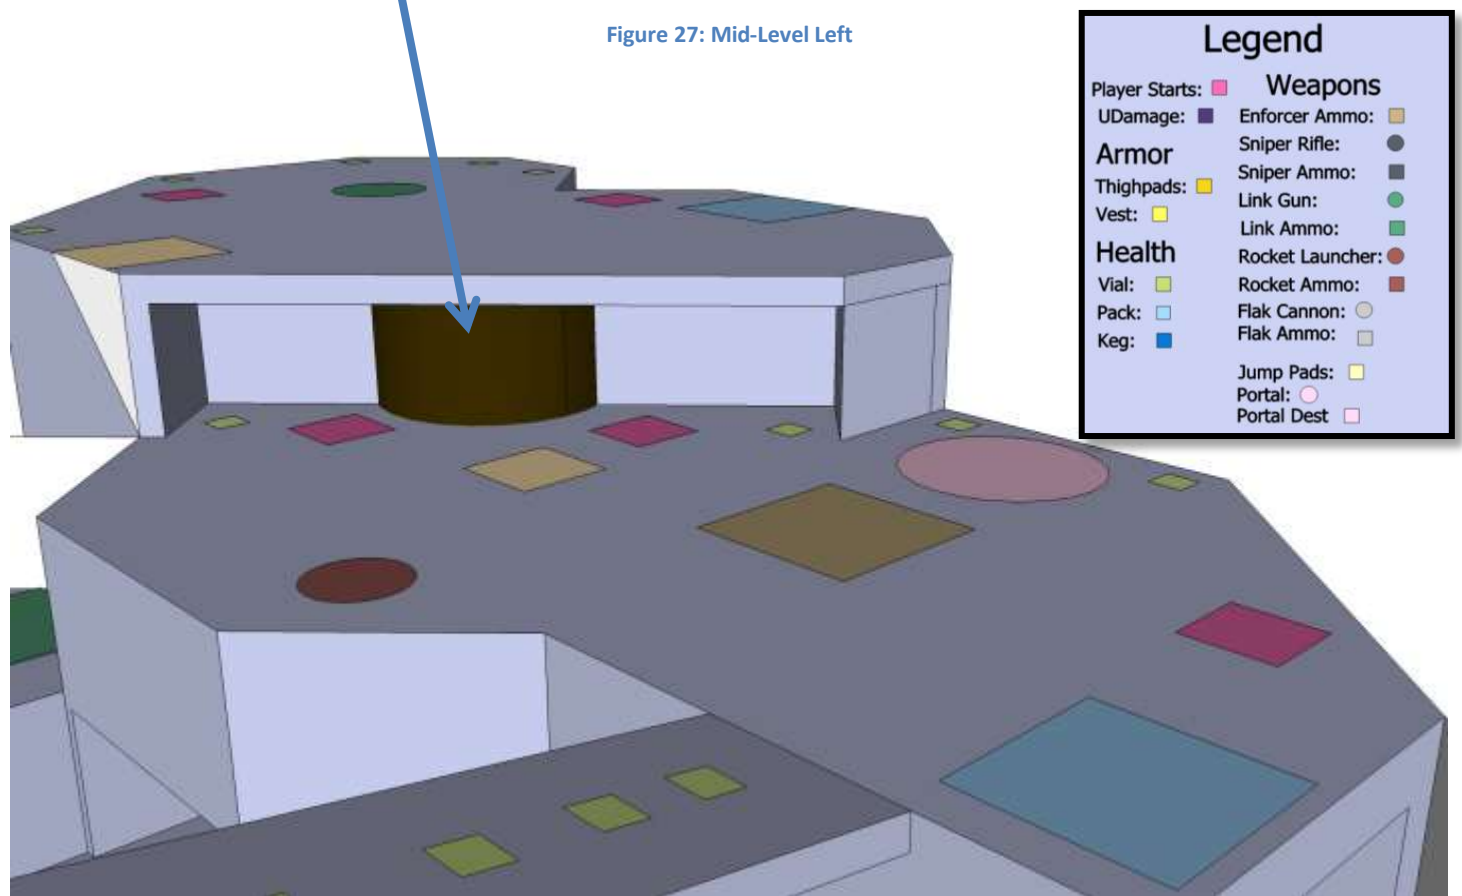 Figure 27: Mid-Level Left
Legend
Player Starts:
UDamage:
Armor
Thighpads:
Vest:
Health
Vial:
Pack:
Keg:
Weapons
Enforcer Ammo:
Sniper Rifle:
Sniper Ammo:
Link Gun:
Link Ammo:
Rocket Launcher:
Rocket Ammo:
Flak Cannon:
Flak Ammo:
Jump Pads:
Portal:
Portal Dest